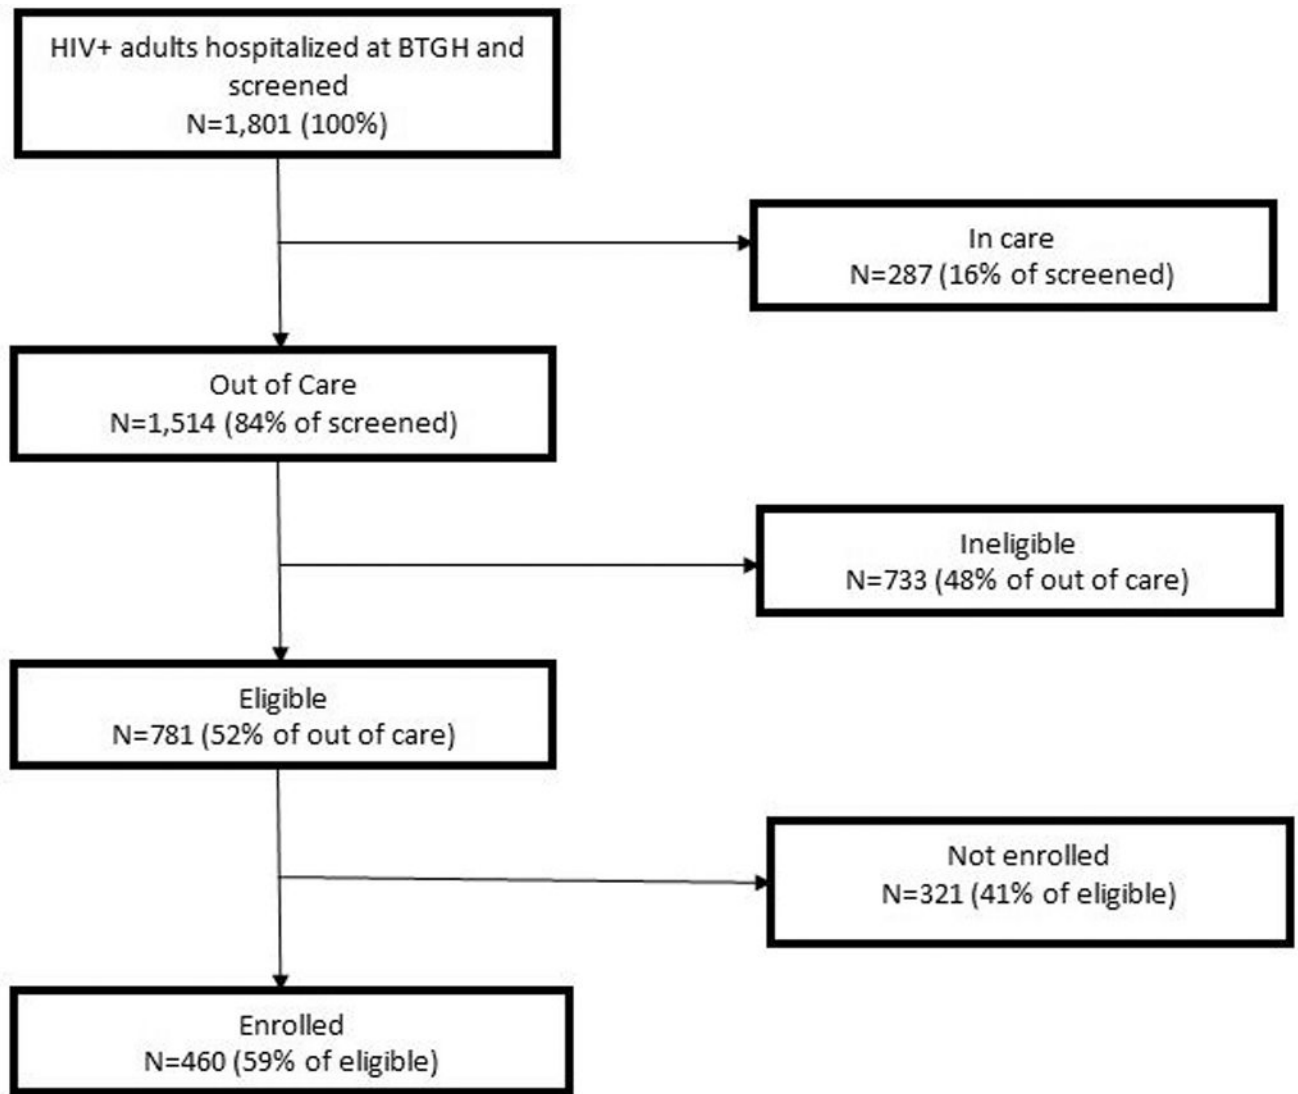 HIV+ adults hospitalized at BTGH and
screened
N=1,801 (100%)
In care
N=287 (16% of screened)
Out of Care
N=1,514 (84% of screened)
Ineligible
N=733 (48% of out of care)
Eligible
N=781 (52% of out of care)
Not enrolled
N=321 (41% of eligible)
Enrolled
N=460 (59% of eligible)